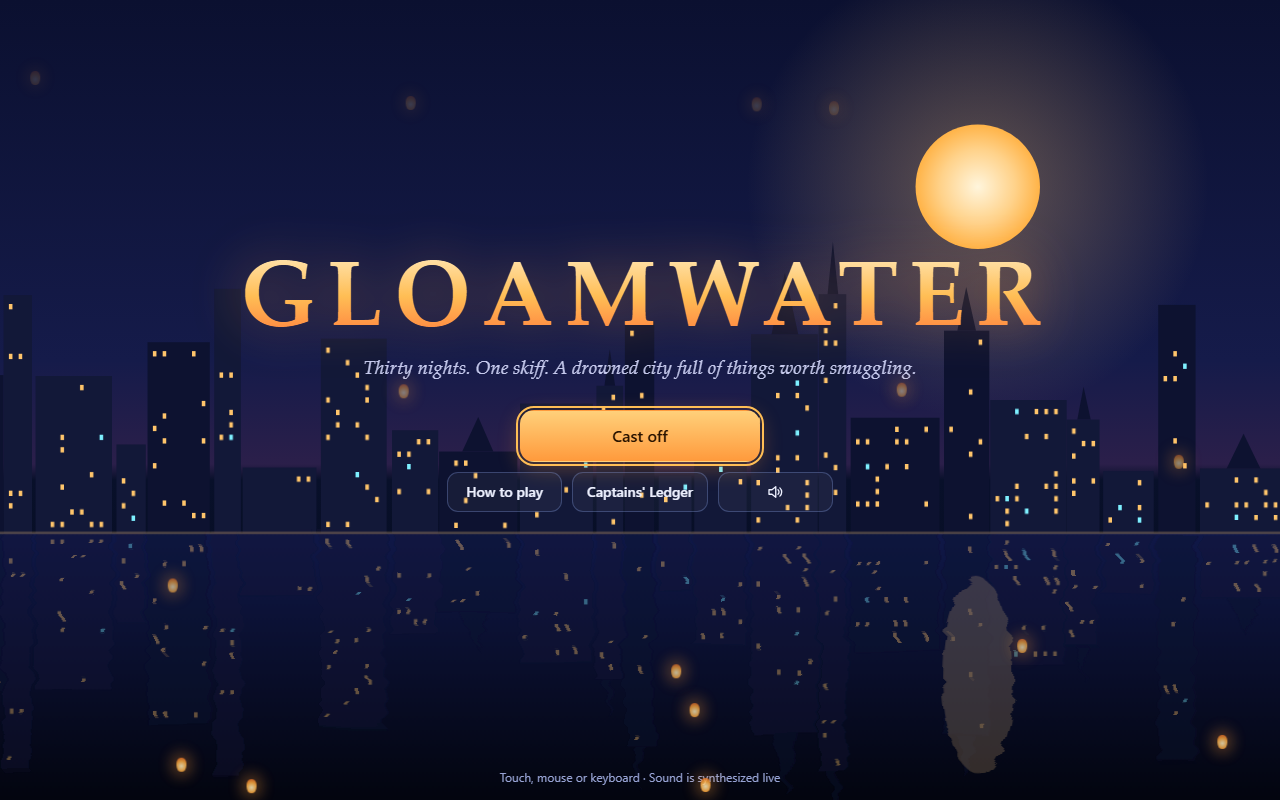 GLOAMWATER
Thirty nights. One skiff. A drowned city full of things worth smuggling.
Cast off
How to play
Captains' Ledger
Touch, mouse or keyboard · Sound is synthesized live